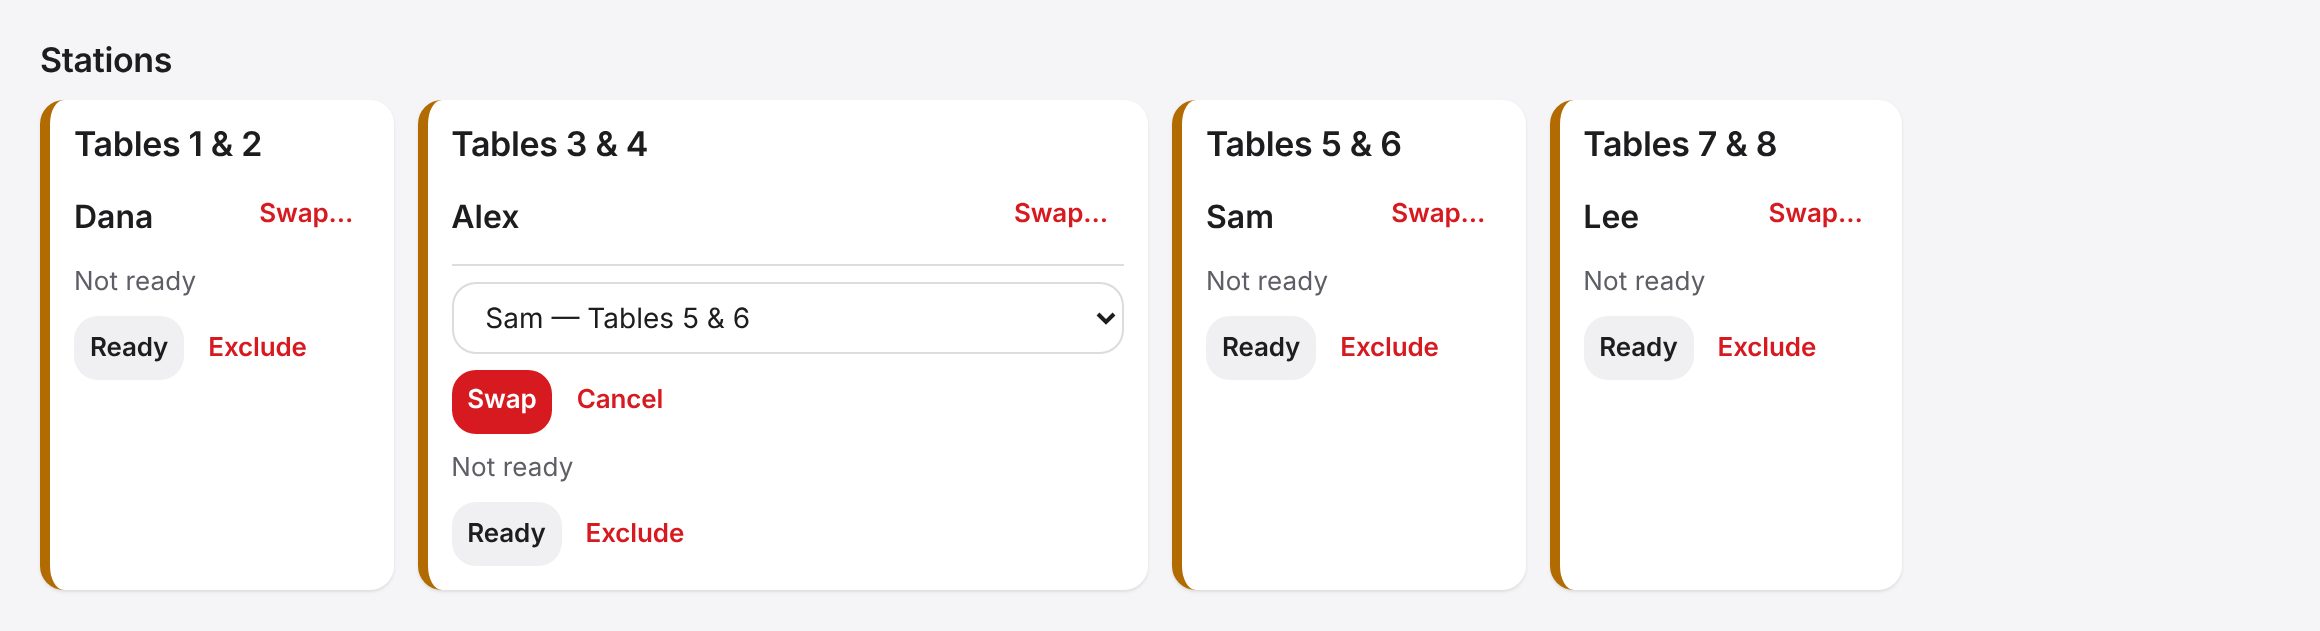 Stations
Tables 1 & 2
Dana Swap...
Not ready
Ready Exclude
Tables 3 & 4
Alex Swap...
Sam — Tables 5 & 6
Swap Cancel
Not ready
Ready Exclude
Tables 5 & 6
Sam Swap...
Not ready
Ready Exclude
Tables 7 & 8
Lee Swap...
Not ready
Ready Exclude